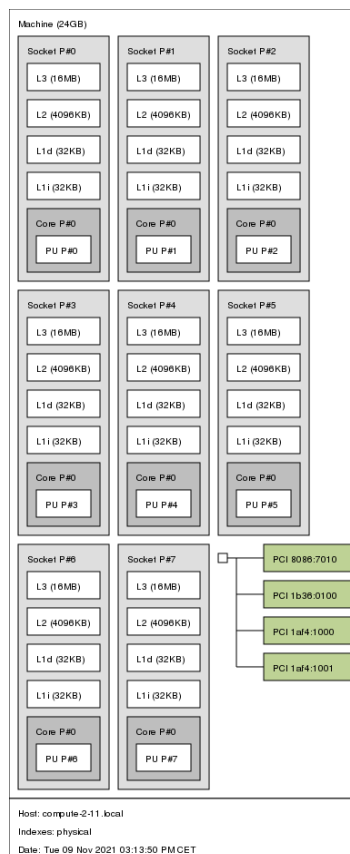 Machine (24GB)
Socket P#0
L3 (16MB)
L2 (4096KB)
L1d (32KB)
L1i (32KB)
Core P#0
PU P#0
Socket P#1
L3 (16MB)
L2 (4096KB)
L1d (32KB)
L1i (32KB)
Core P#0
PU P#1
Socket P#2
L3 (16MB)
L2 (4096KB)
L1d (32KB)
L1i (32KB)
Core P#0
PU P#2
Socket P#3
L3 (16MB)
L2 (4096KB)
L1d (32KB)
L1i (32KB)
Core P#0
PU P#3
Socket P#4
L3 (16MB)
L2 (4096KB)
L1d (32KB)
L1i (32KB)
Core P#0
PU P#4
Socket P#5
L3 (16MB)
L2 (4096KB)
L1d (32KB)
L1i (32KB)
Core P#0
PU P#5
Socket P#6
L3 (16MB)
L2 (4096KB)
L1d (32KB)
L1i (32KB)
Core P#0
PU P#6
Socket P#7
L3 (16MB)
L2 (4096KB)
L1d (32KB)
L1i (32KB)
Core P#0
PU P#7
PCI 8086:7010
PCI 1b36:0100
PCI 1af4:1000
PCI 1af4:1001
Host: compute-2-11.local
Indexes: physical
Date: Tue 09 Nov 2021 03:13:50 PM CET